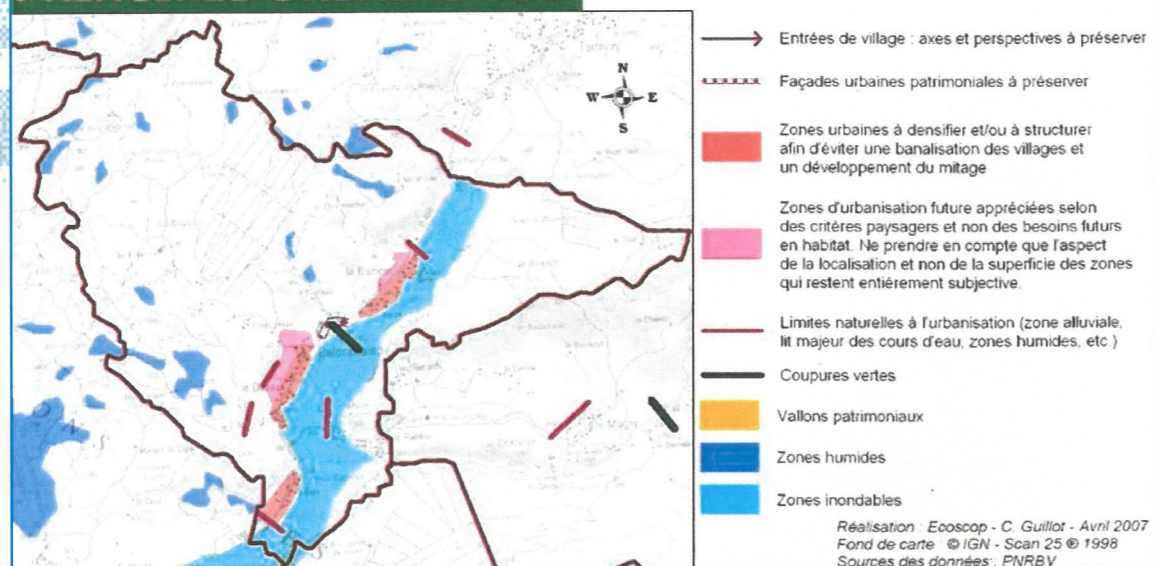 N
W E
S
Entrées de village : axes et perspectives à préserver
Façades urbaines patrimoniales à préserver
Zones urbaines à densifier et/ou à structurer
afin d'éviter une banalisation des villages et
un développement du mitage
Zones d'urbanisation future appréciées selon
des critères paysagers et non des besoins futurs
en habitat. Ne prendre en compte que l'aspect
de la localisation et non de la superficie des zones
qui restent entièrement subjective.
Limites naturelles à l'urbanisation (zone alluviale,
lit majeur des cours d'eau, zones humides, etc.)
Coupures vertes
Vallons patrimoniaux
Zones humides
Zones inondables
Réalisation : Ecoscop - C. Guillot - Avril 2007
Fond de carte : © IGN - Scan 25 ® 1998
Sources des données : PNRBV